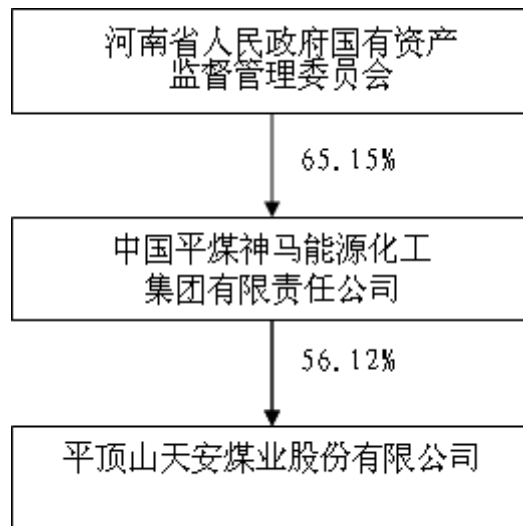 河南省人民政府国有资产
监督管理委员会
65.15%
中国平煤神马能源化工
集团有限责任公司
56.12%
平顶山天安煤业股份有限公司